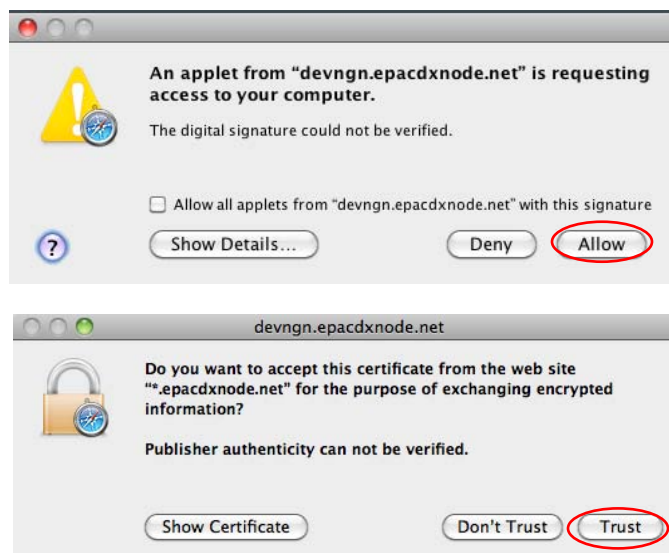 An applet from “devngn.epacdxnode.net” is requesting
access to your computer.
The digital signature could not be verified.
Allow all applets from “devngn.epacdxnode.net” with this signature
?
Show Details...
Deny
Allow
devngn.epacdxnode.net
Do you want to accept this certificate from the web site
“*.epacdxnode.net” for the purpose of exchanging encrypted
information?
Publisher authenticity can not be verified.
Show Certificate
Don't Trust
Trust